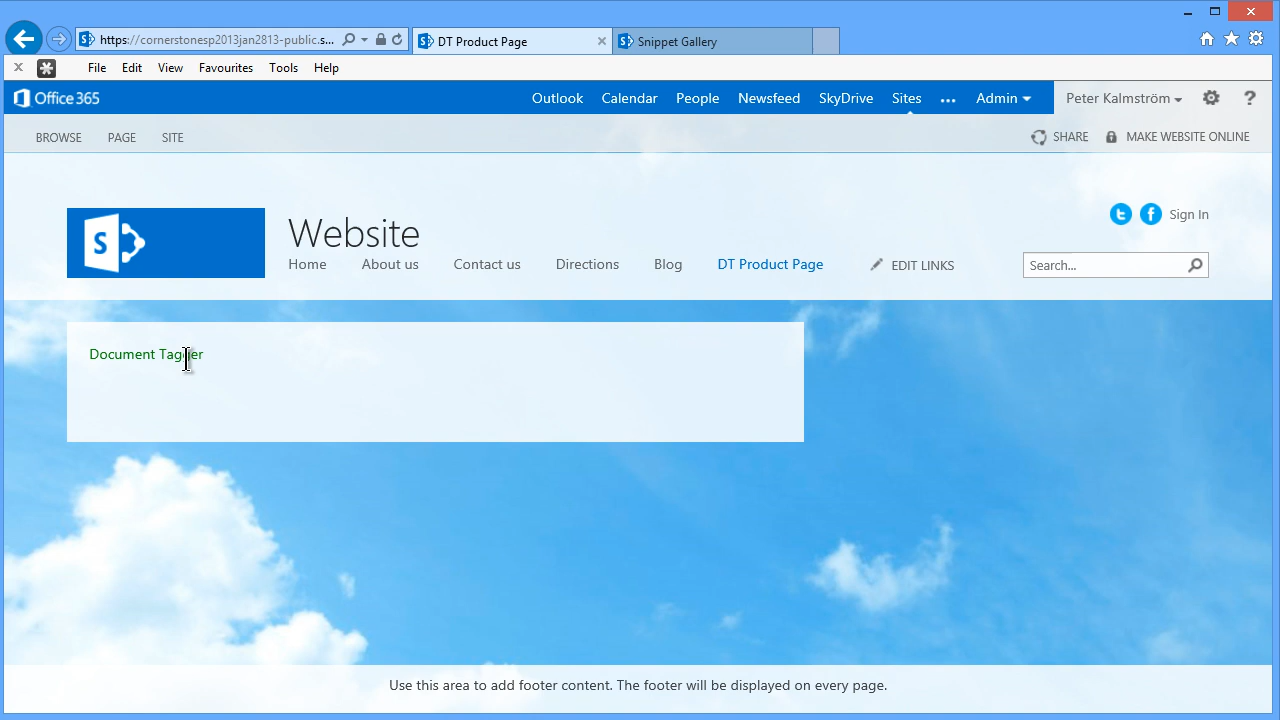 https://cornerstonesp2013jan2813-public.s...
DT Product Page
Snippet Gallery
File Edit View Favourites Tools Help
Office 365
Outlook Calendar People Newsfeed SkyDrive Sites ... Admin Peter Kalmström ?
BROWSE PAGE SITE
SHARE MAKE WEBSITE ONLINE
Sign In
Website
Home About us Contact us Directions Blog DT Product Page EDIT LINKS
Search...
Document Tagger
Use this area to add footer content. The footer will be displayed on every page.